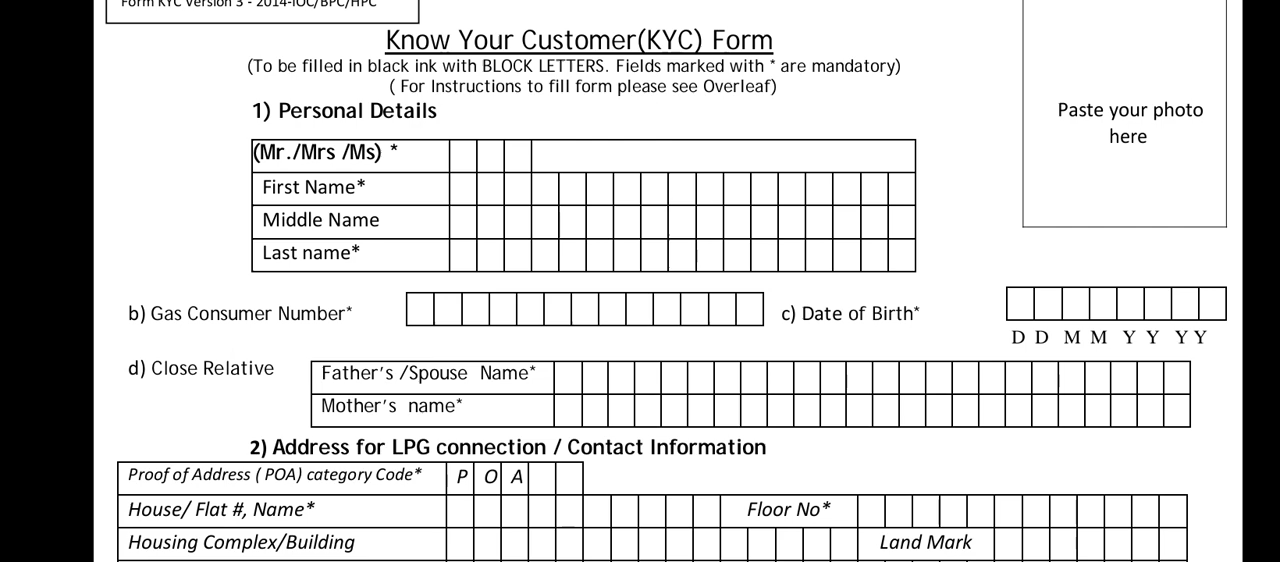 Form KYC Version 3 - 2014-IOC/BPC/HPC
Know Your Customer(KYC) Form
(To be filled in black ink with BLOCK LETTERS. Fields marked with * are mandatory)
( For Instructions to fill form please see Overleaf)
Paste your photo
here
1) Personal Details
(Mr./Mrs /Ms) *
First Name*
Middle Name
Last name*
b) Gas Consumer Number*
c) Date of Birth*
D D M M Y Y Y Y
d) Close Relative
Father's /Spouse Name*
Mother's name*
2) Address for LPG connection / Contact Information
Proof of Address ( POA) category Code* P O A
House/ Flat #, Name* Floor No*
Housing Complex/Building Land Mark